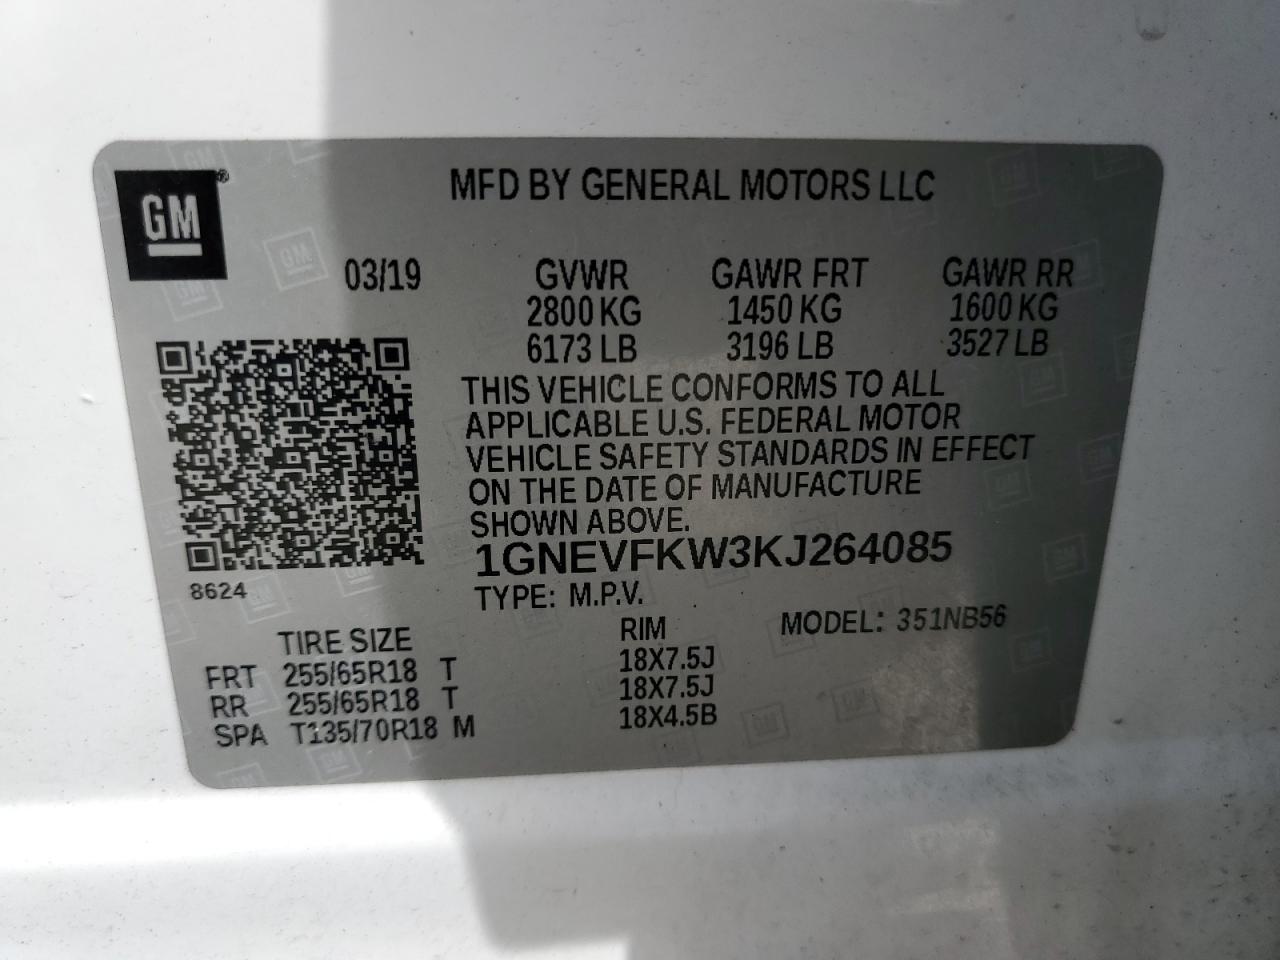 GM®
MFD BY GENERAL MOTORS LLC
03/19 GVWR GAWR FRT GAWR RR
2800 KG 1450 KG 1600 KG
6173 LB 3196 LB 3527 LB
THIS VEHICLE CONFORMS TO ALL
APPLICABLE U.S. FEDERAL MOTOR
VEHICLE SAFETY STANDARDS IN EFFECT
ON THE DATE OF MANUFACTURE
SHOWN ABOVE.
1GNEVFKW3KJ264085
8624
TYPE: M.P.V.
TIRE SIZE RIM MODEL: 351NB56
FRT 255/65R18 T 18X7.5J
RR 255/65R18 T 18X7.5J
SPA T135/70R18 M 18X4.5B